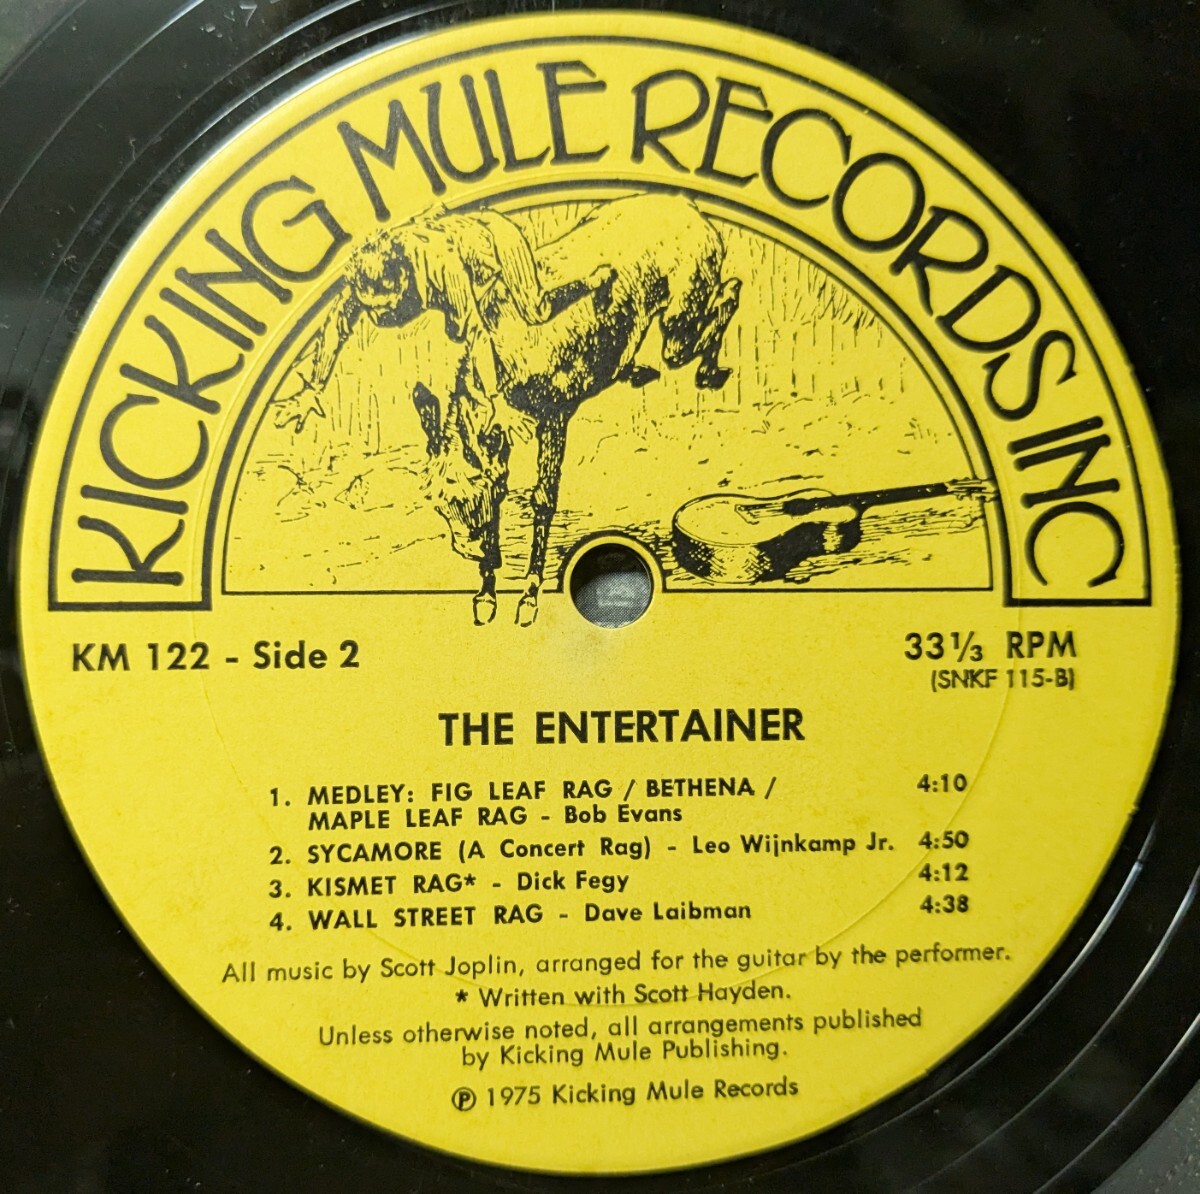 KICKING MULE RECORDS INC
KM 122 - Side 2
33⅓ RPM
(SNKF 115-B)
THE ENTERTAINER
1. MEDLEY: FIG LEAF RAG / BETHENA / 4:10
MAPLE LEAF RAG - Bob Evans
2. SYCAMORE (A Concert Rag) - Leo Wijnkamp Jr. 4:50
3. KISMET RAG* - Dick Fegy 4:12
4. WALL STREET RAG - Dave Laibman 4:38
All music by Scott Joplin, arranged for the guitar by the performer.
* Written with Scott Hayden.
Unless otherwise noted, all arrangements published
by Kicking Mule Publishing.
℗ 1975 Kicking Mule Records